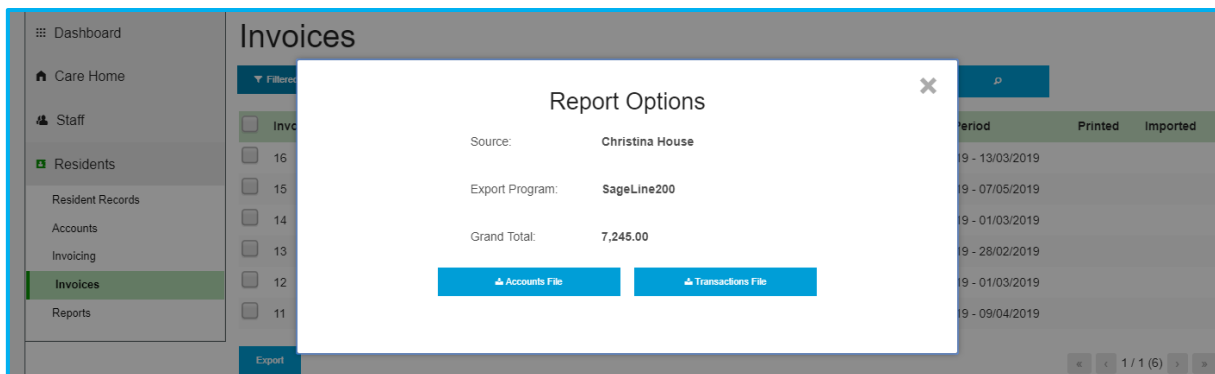 Dashboard
Care Home
Staff
Residents
Resident Records
Accounts
Invoicing
Invoices
Reports
Invoices
Filtered
Report Options
Source: Christina House
Export Program: SageLine200
Grand Total: 7,245.00
Accounts File Transactions File
Invo Period Printed Imported
16 19 - 13/03/2019
15 19 - 07/05/2019
14 19 - 01/03/2019
13 19 - 28/02/2019
12 19 - 01/03/2019
11 19 - 09/04/2019
Export
« ‹ 1 / 1 (6) › »